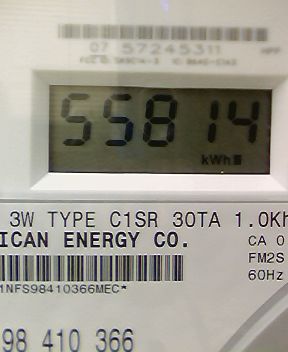 07 57245311
55814
kWh
3W TYPE C1SR 30TA 1.0Kh
ICAN ENERGY CO.
CA 0
FM2S
60Hz
1NFS98410366MEC*
98 410 366